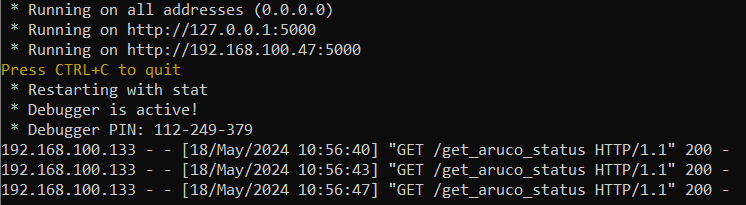 * Running on all addresses (0.0.0.0)
* Running on http://127.0.0.1:5000
* Running on http://192.168.100.47:5000
Press CTRL+C to quit
* Restarting with stat
* Debugger is active!
* Debugger PIN: 112-249-379
192.168.100.133 - - [18/May/2024 10:56:40] "GET /get_aruco_status HTTP/1.1" 200 -
192.168.100.133 - - [18/May/2024 10:56:43] "GET /get_aruco_status HTTP/1.1" 200 -
192.168.100.133 - - [18/May/2024 10:56:47] "GET /get_aruco_status HTTP/1.1" 200 -